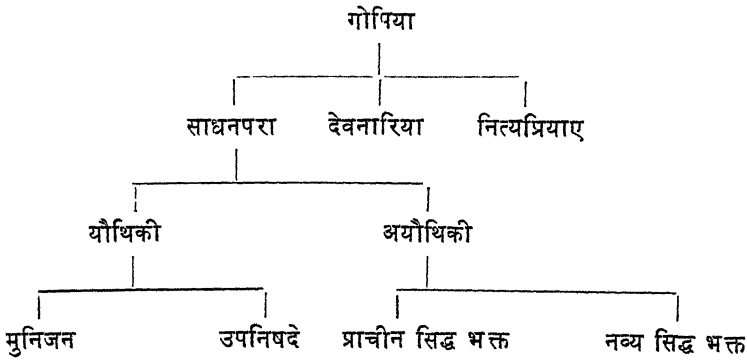 गोपिया
साधनपरा देवनारिया नित्यप्रियाए
यौथिकी अयौथिकी
मुनिजन उपनिषदे प्राचीन सिद्ध भक्त नव्य सिद्ध भक्त